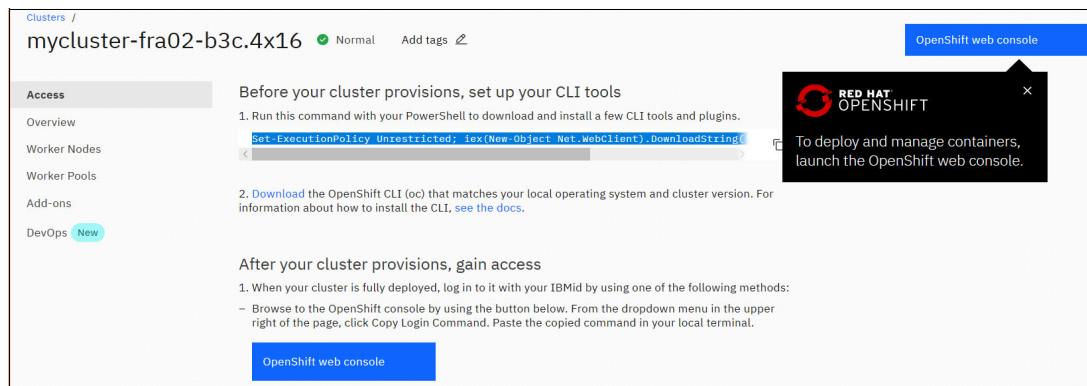 Clusters /
mycluster-fra02-b3c.4x16
Normal
Add tags
OpenShift web console
Access
Overview
Worker Nodes
Worker Pools
Add-ons
DevOps New
Before your cluster provisions, set up your CLI tools
1. Run this command with your PowerShell to download and install a few CLI tools and plugins.
Set-ExecutionPolicy Unrestricted; iex(New-Object Net.WebClient).DownloadString(
2. Download the OpenShift CLI (oc) that matches your local operating system and cluster version. For
information about how to install the CLI, see the docs.
After your cluster provisions, gain access
1. When your cluster is fully deployed, log in to it with your IBMid by using one of the following methods:
– Browse to the OpenShift console by using the button below. From the dropdown menu in the upper
right of the page, click Copy Login Command. Paste the copied command in your local terminal.
OpenShift web console
RED HAT
OPENSHIFT
To deploy and manage containers,
launch the OpenShift web console.